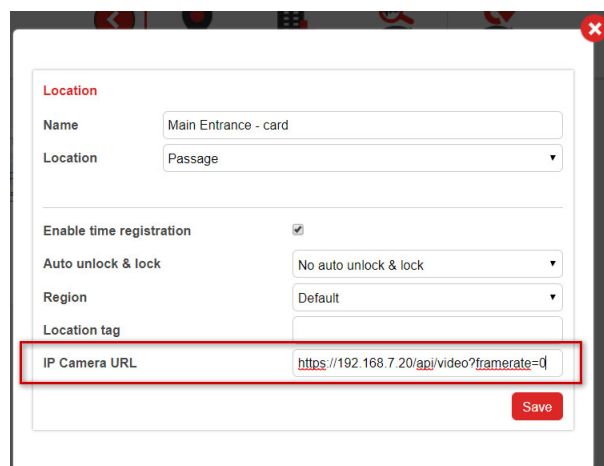 Location
Name Main Entrance - card
Location Passage
Enable time registration
Auto unlock & lock No auto unlock & lock
Region Default
Location tag
IP Camera URL https://192.168.7.20/api/video?framerate=0
Save